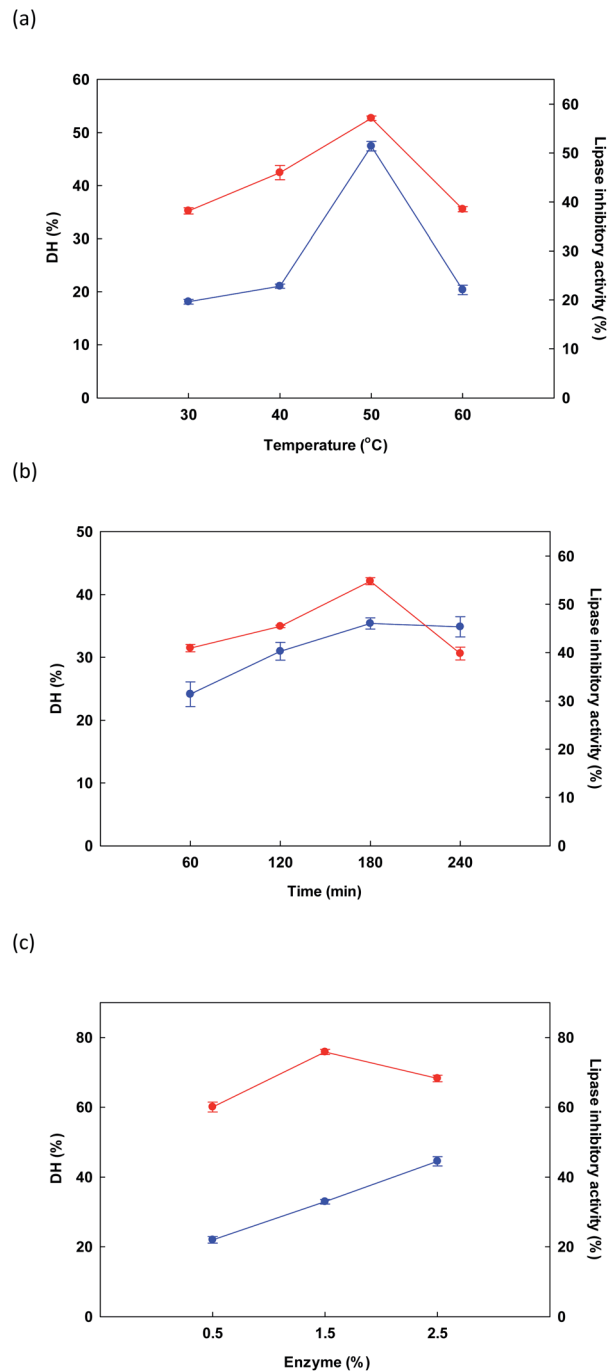 (a)
60
50
40
30
20
10
0
DH (%)
60
50
40
30
20
10
0
Lipase inhibitory activity (%)
30 40 50 60
Temperature (°C)
(b)
50
40
30
20
10
0
DH (%)
60
50
40
30
20
10
0
Lipase inhibitory activity (%)
60 120 180 240
Time (min)
(c)
80
60
40
20
0
DH (%)
80
60
40
20
0
Lipase inhibitory activity (%)
0.5 1.5 2.5
Enzyme (%)